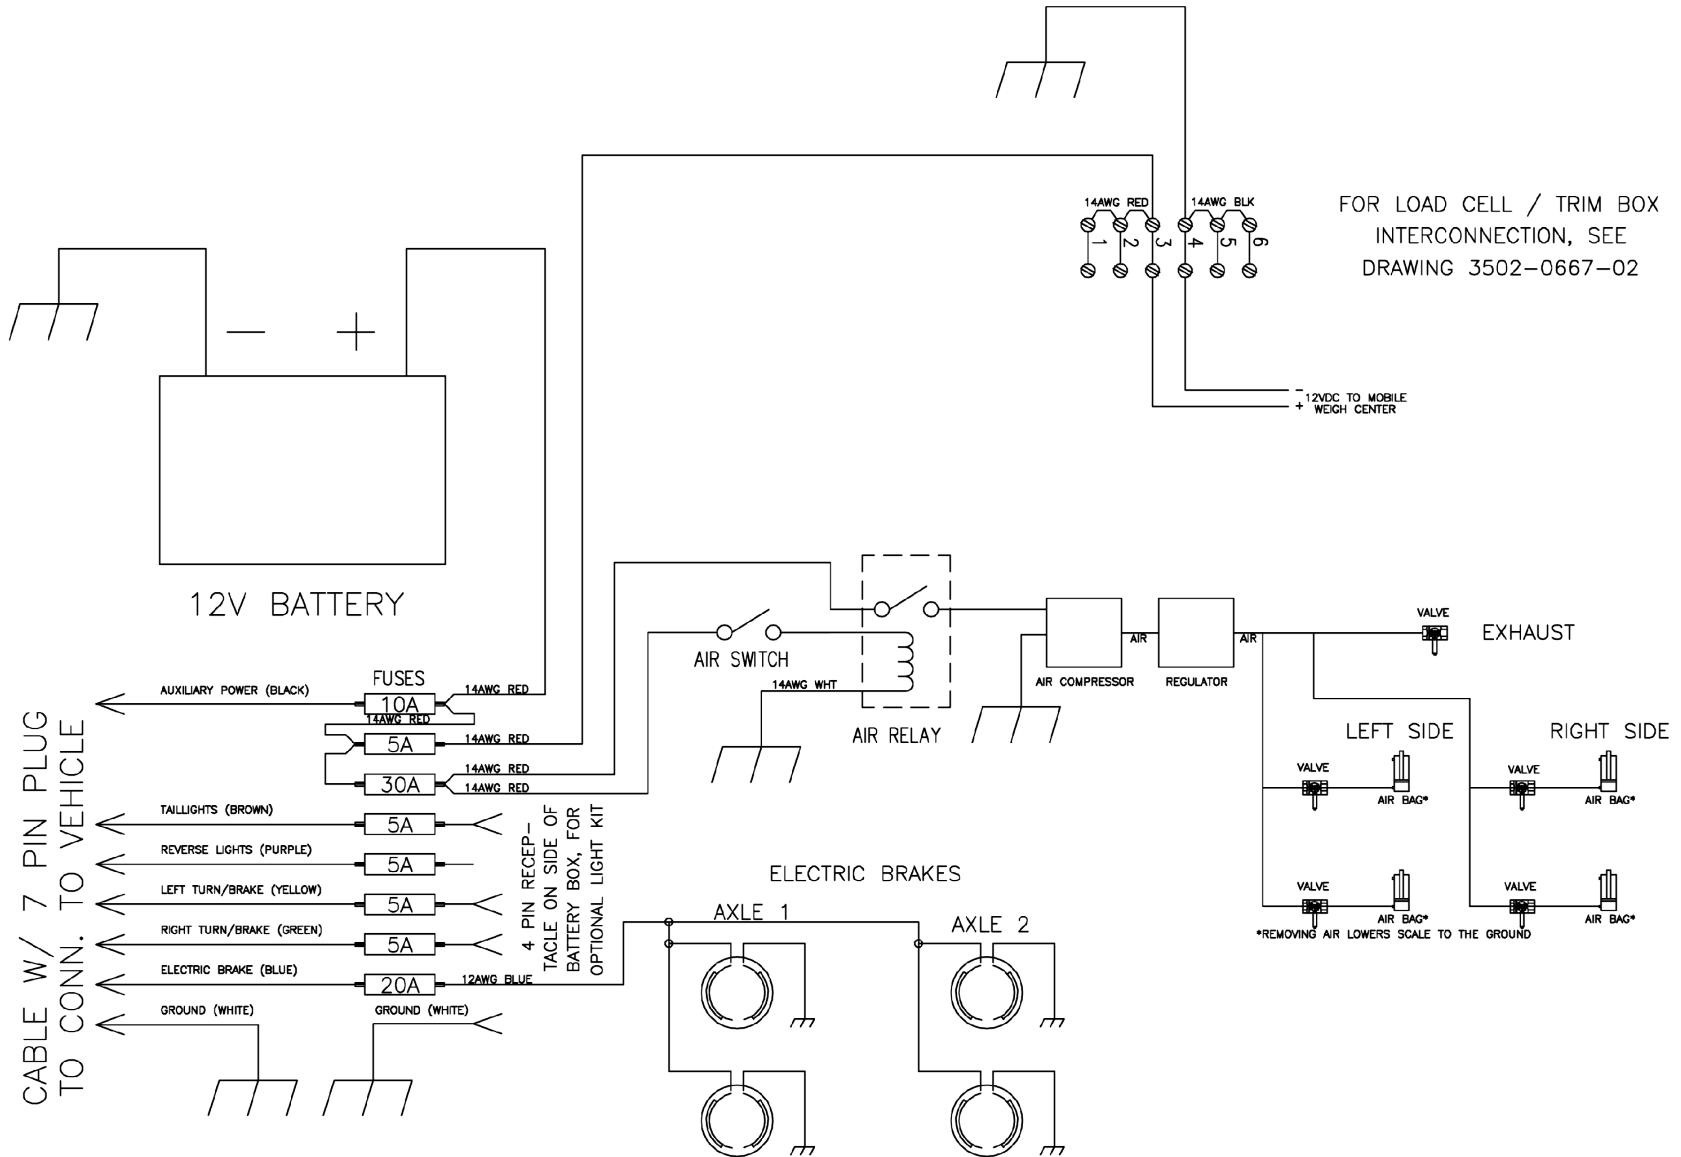 14AWG RED
14AWG BLK
1
2
3
4
5
6
FOR LOAD CELL / TRIM BOX
INTERCONNECTION, SEE
DRAWING 3502-0667-02
- 12VDC TO MOBILE
+ WEIGH CENTER
- +
12V BATTERY
FUSES
AUXILIARY POWER (BLACK)
10A
14AWG RED
14AWG RED
5A
14AWG RED
30A
14AWG RED
14AWG RED
TAILLIGHTS (BROWN)
5A
REVERSE LIGHTS (PURPLE)
5A
LEFT TURN/BRAKE (YELLOW)
5A
RIGHT TURN/BRAKE (GREEN)
5A
ELECTRIC BRAKE (BLUE)
20A
12AWG BLUE
GROUND (WHITE)
GROUND (WHITE)
CABLE W/ 7 PIN PLUG
TO CONN. TO VEHICLE
4 PIN RECEP-
TACLE ON SIDE OF
BATTERY BOX, FOR
OPTIONAL LIGHT KIT
AIR SWITCH
14AWG WHT
AIR RELAY
AIR COMPRESSOR
AIR
REGULATOR
AIR
VALVE
EXHAUST
LEFT SIDE
RIGHT SIDE
VALVE
AIR BAG*
VALVE
AIR BAG*
VALVE
AIR BAG*
VALVE
AIR BAG*
*REMOVING AIR LOWERS SCALE TO THE GROUND
ELECTRIC BRAKES
AXLE 1
AXLE 2